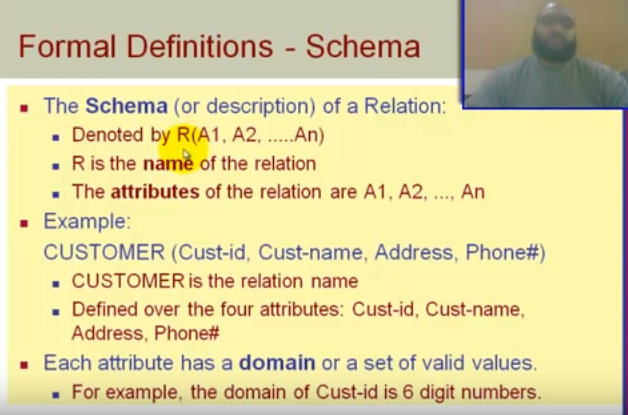 Formal Definitions - Schema
The Schema (or description) of a Relation:
Denoted by R(A1, A2, .....An)
R is the name of the relation
The attributes of the relation are A1, A2, ..., An
Example:
CUSTOMER (Cust-id, Cust-name, Address, Phone#)
CUSTOMER is the relation name
Defined over the four attributes: Cust-id, Cust-name,
Address, Phone#
Each attribute has a domain or a set of valid values.
For example, the domain of Cust-id is 6 digit numbers.